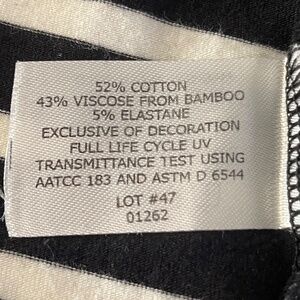 52% COTTON
43% VISCOSE FROM BAMBOO
5% ELASTANE
EXCLUSIVE OF DECORATION
FULL LIFE CYCLE UV
TRANSMITTANCE TEST USING
AATCC 183 AND ASTM D 6544
LOT #47
01262